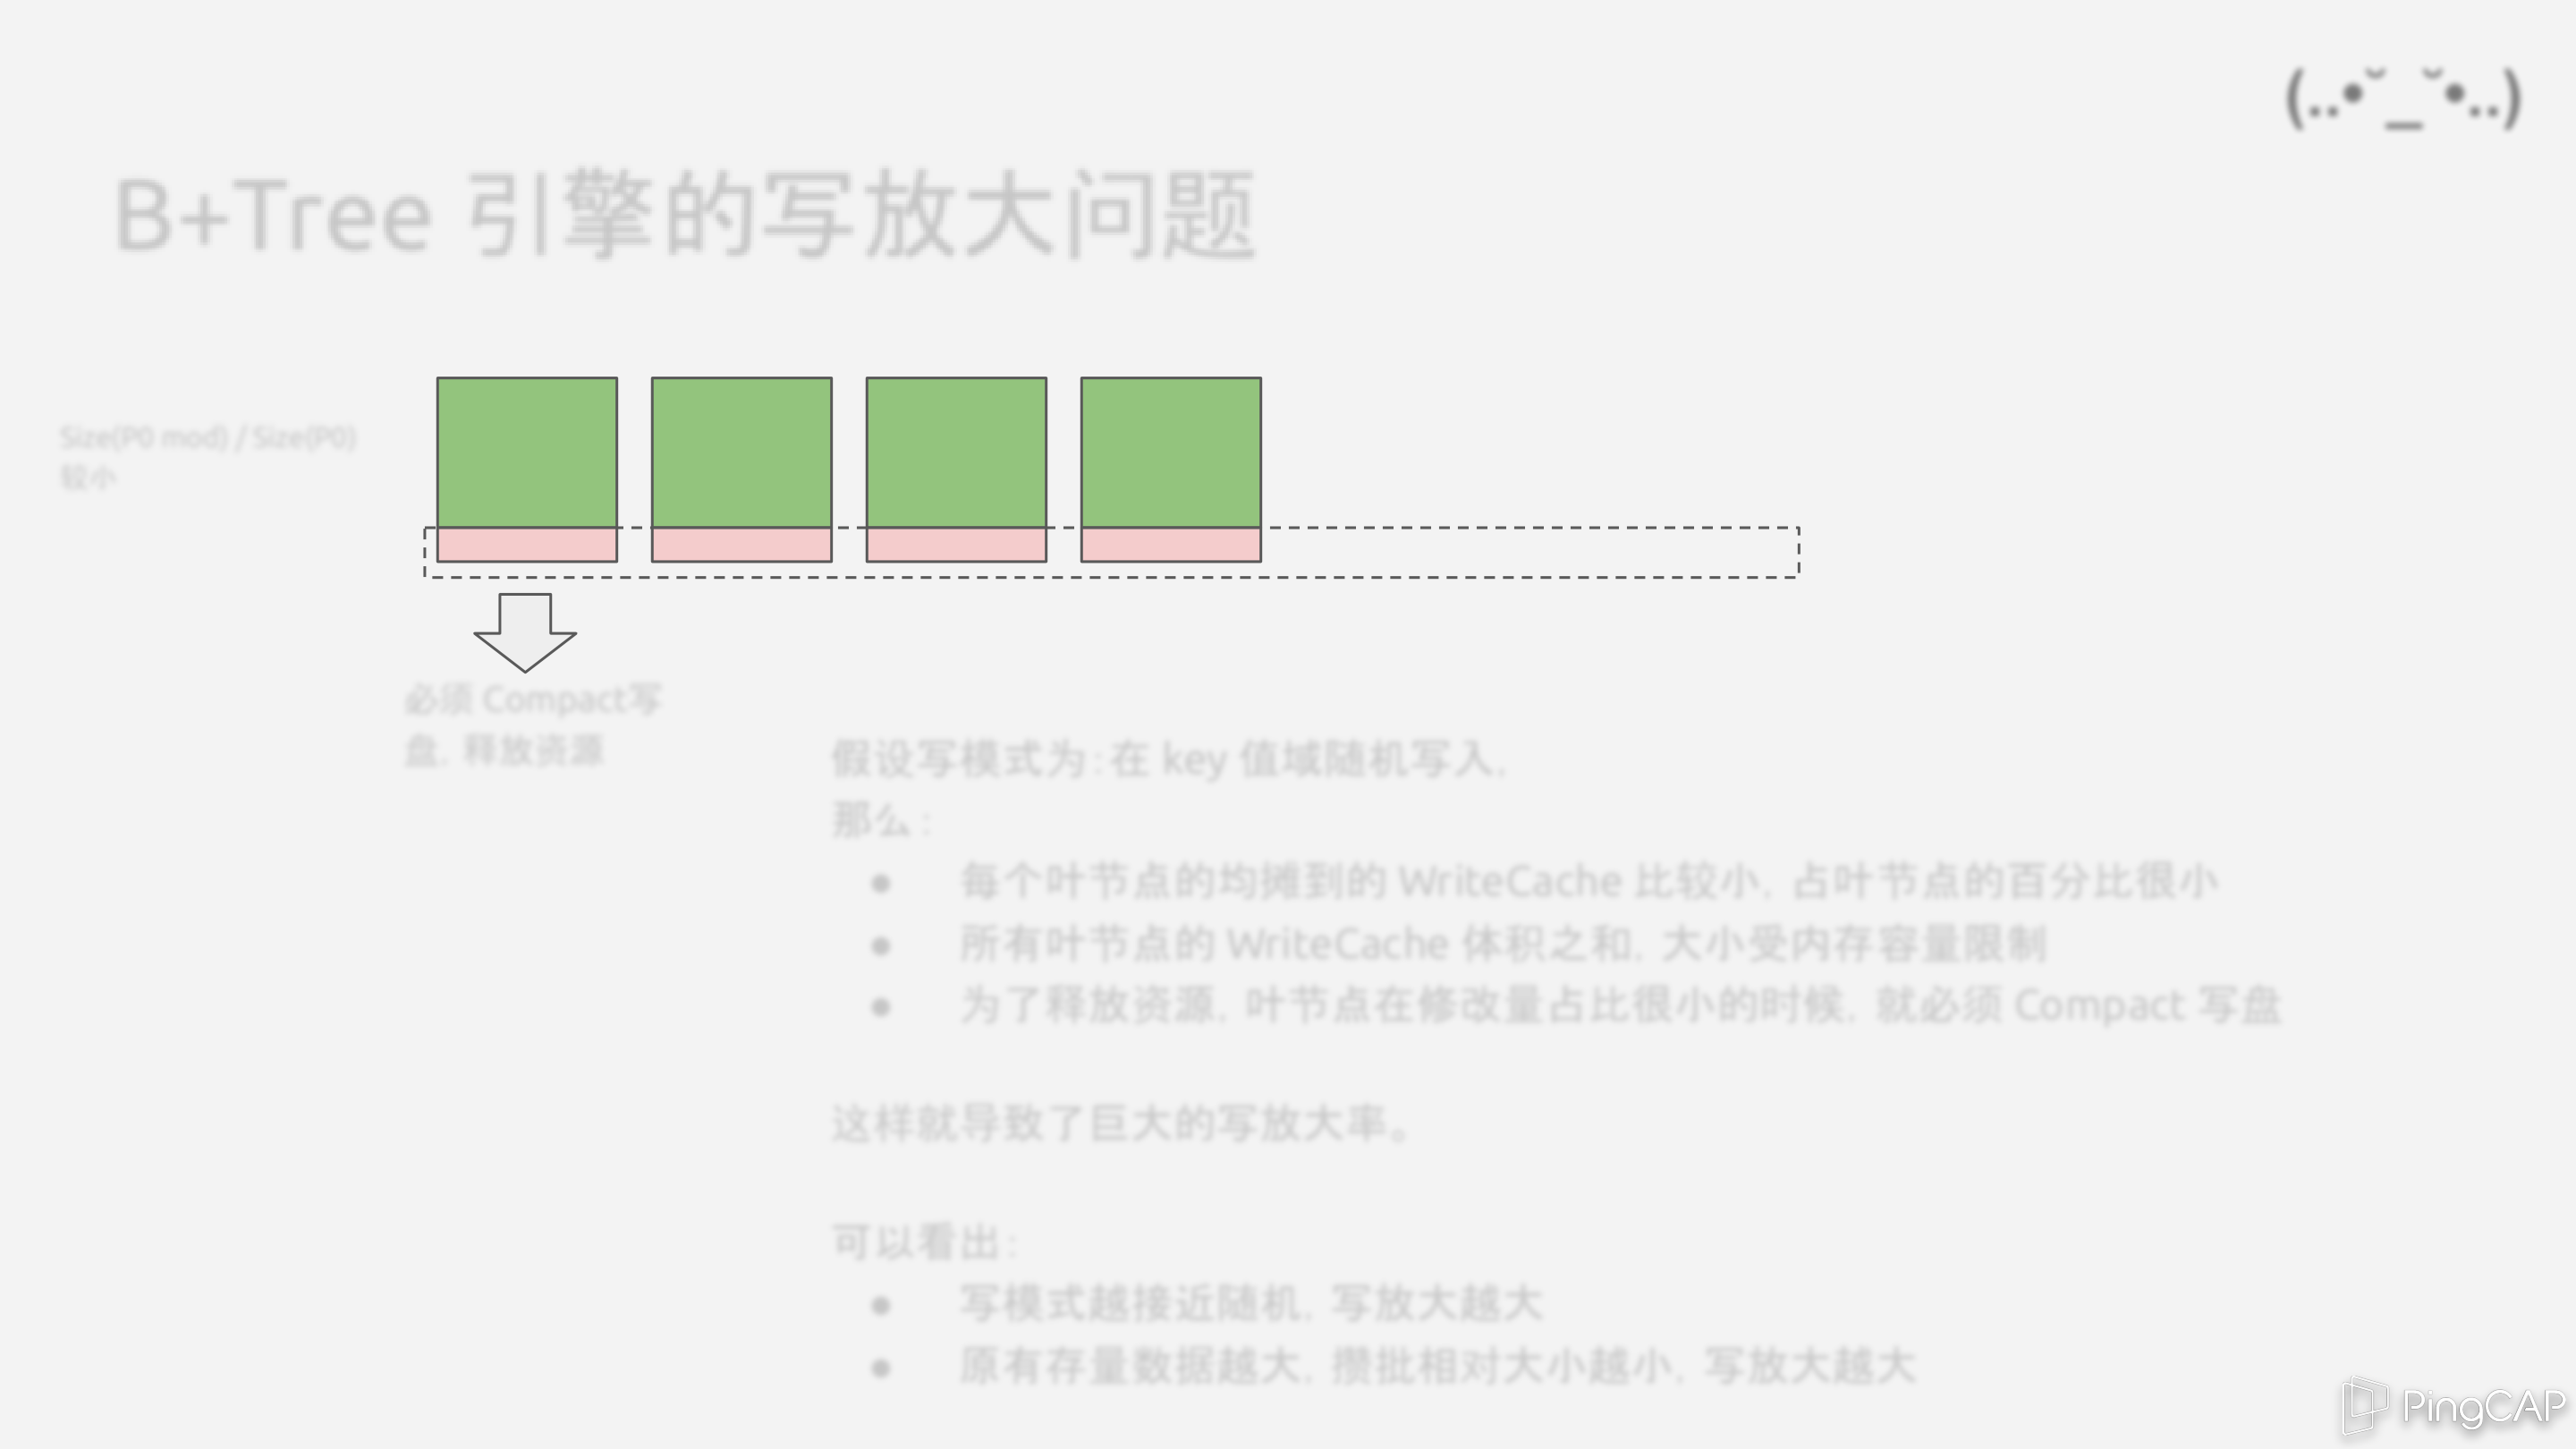 (..•˘_˘•..)
B+Tree 引擎的写放大问题
Size(P0 mod) / Size(P0)
较小
必须 Compact写
盘，释放资源
假设写模式为：在 key 值域随机写入，
那么：
● 每个叶节点的均摊到的 WriteCache 比较小，占叶节点的百分比很小
● 所有叶节点的 WriteCache 体积之和，大小受内存容量限制
● 为了释放资源，叶节点在修改量占比很小的时候，就必须 Compact 写盘
这样就导致了巨大的写放大率。
可以看出：
● 写模式越接近随机，写放大越大
● 原有存量数据越大，攒批相对大小越小，写放大越大
PingCAP